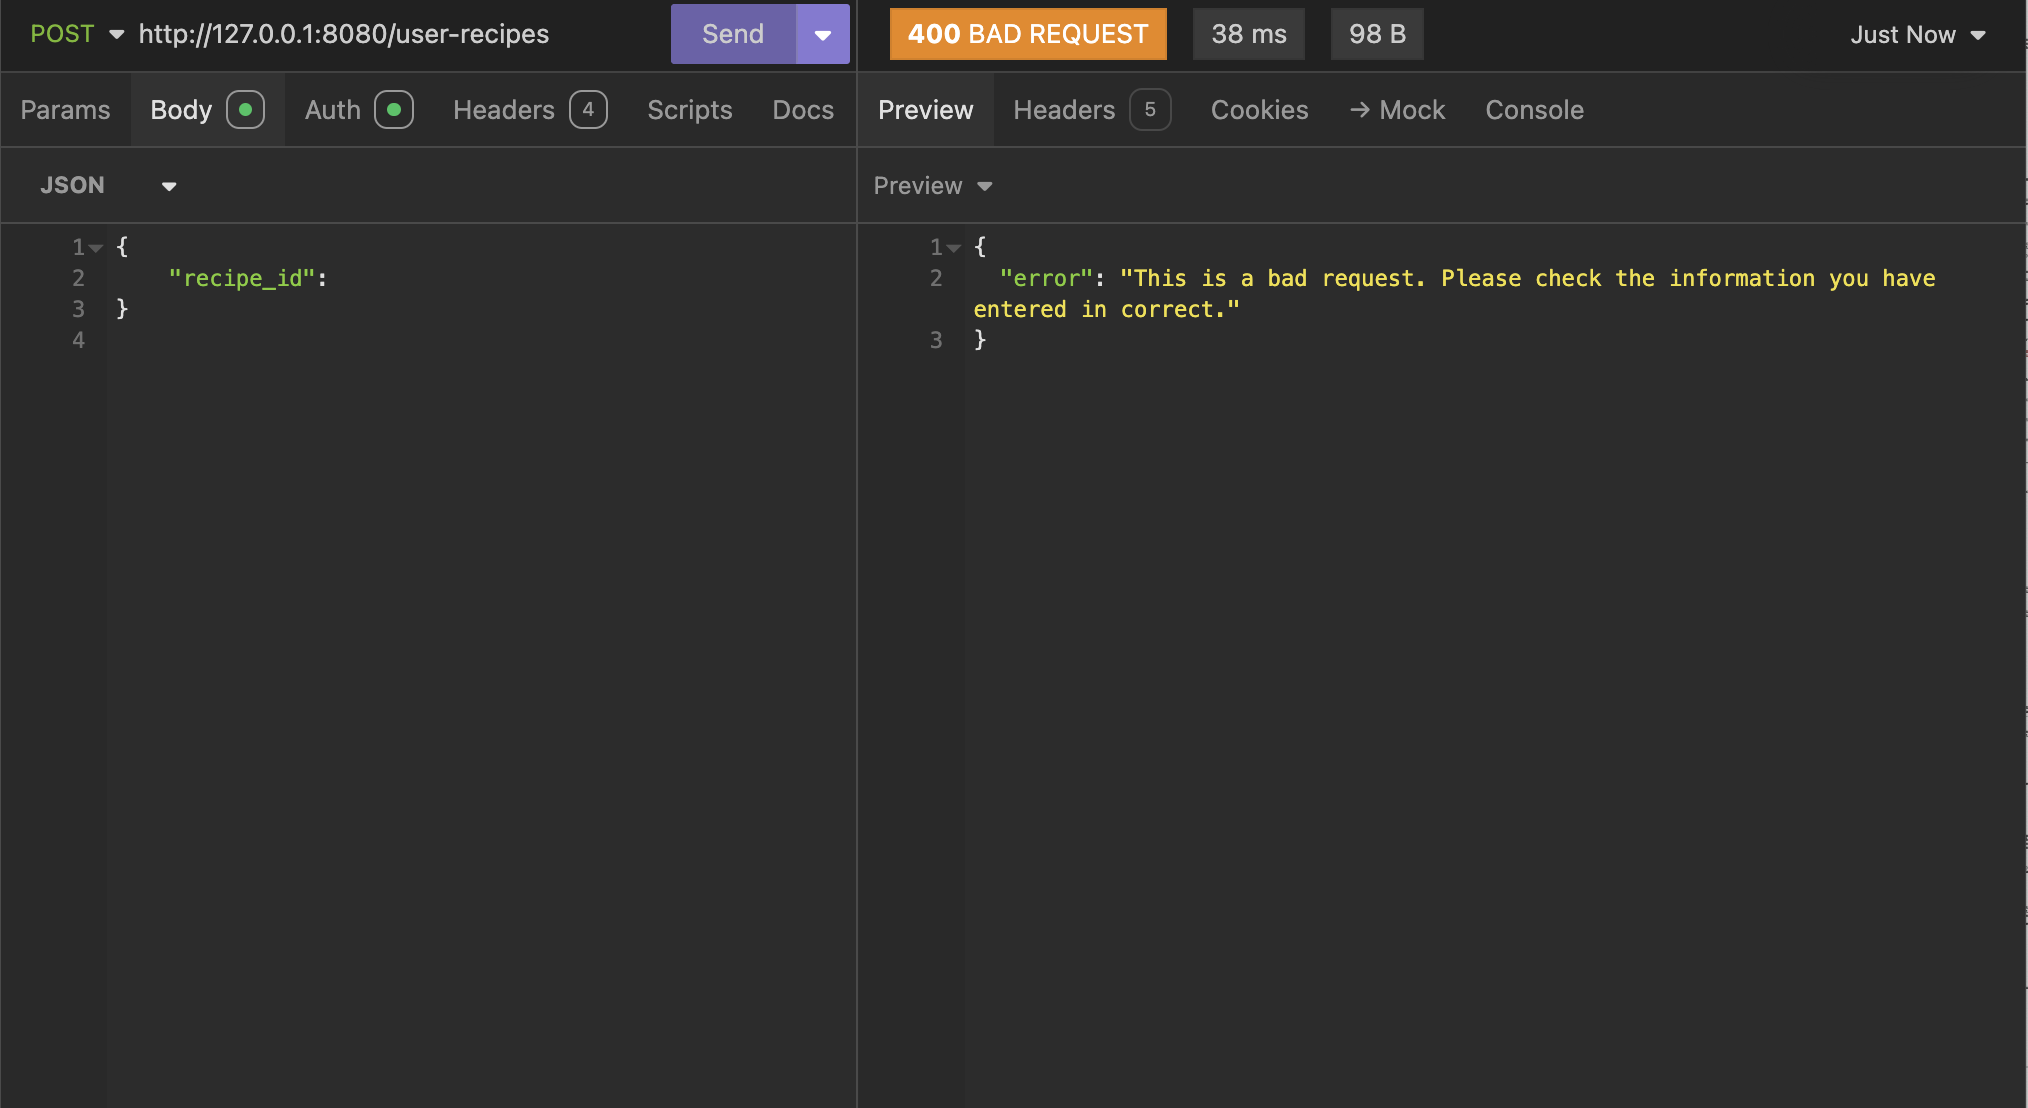 POST http://127.0.0.1:8080/user-recipes Send 400 BAD REQUEST 38 ms 98 B Just Now
Params Body Auth Headers 4 Scripts Docs Preview Headers 5 Cookies → Mock Console
JSON Preview
1 {
2 "recipe_id":
3 }
4
1 {
2 "error": "This is a bad request. Please check the information you have
entered in correct."
3 }